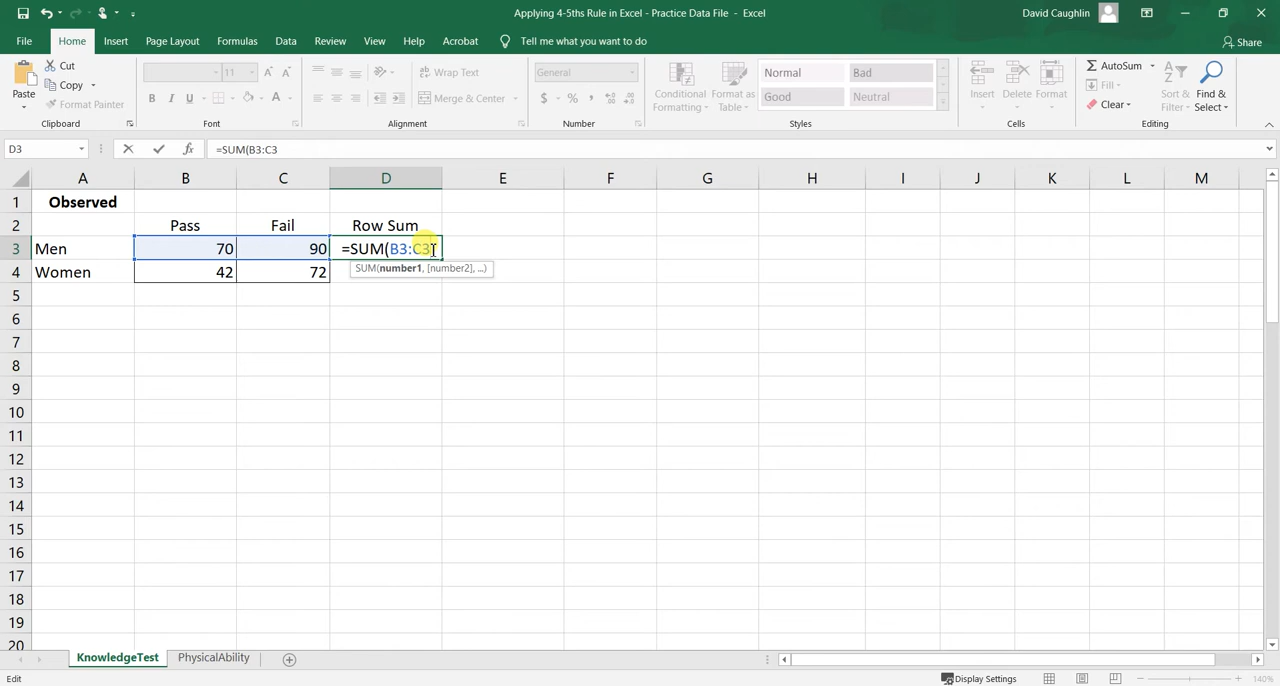 Applying 4-5ths Rule in Excel - Practice Data File - Excel
David Caughlin
File Home Insert Page Layout Formulas Data Review View Help Acrobat Tell me what you want to do
Share
Paste
Cut
Copy
Format Painter
Clipboard
11
B I U
Font
Wrap Text
Merge & Center
Alignment
General
$ % ,
Number
Conditional Formatting
Format as Table
Normal Bad
Good Neutral
Styles
Insert Delete Format
Cells
AutoSum
Fill
Clear
Sort & Filter
Find & Select
Editing
D3 fx =SUM(B3:C3
A B C D E F G H I J K L M
1 Observed
2 Pass Fail Row Sum
3 Men 70 90 =SUM(B3:C3
4 Women 42 72 SUM(number1, [number2], ...)
5
6
7
8
9
10
11
12
13
14
15
16
17
18
19
20
KnowledgeTest PhysicalAbility
Edit Display Settings 140%